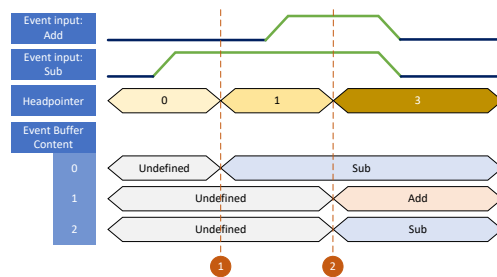 Event input:
Add
Event input:
Sub
Headpointer
0
1
3
Event Buffer
Content
0
Undefined
Sub
1
Undefined
Add
2
Undefined
Sub
1
2